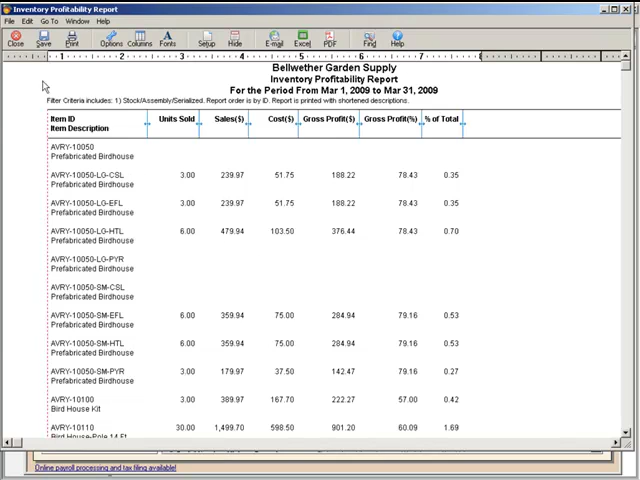 Inventory Profitability Report
File Edit Go To Window Help
Close Save Print Options Columns Fonts Setup Hide E-mail Excel PDF Find Help
1 2 3 4 5 6 7
Bellwether Garden Supply
Inventory Profitability Report
For the Period From Mar 1, 2009 to Mar 31, 2009
Filter Criteria includes: 1) Stock/Assembly/Serialized. Report order is by ID. Report is printed with shortened descriptions.
Item ID Units Sold Sales($) Cost($) Gross Profit($) Gross Profit(%) % of Total
Item Description
AVRY-10050
Prefabricated Birdhouse
AVRY-10050-LG-CSL 3.00 239.97 51.75 188.22 78.43 0.35
Prefabricated Birdhouse
AVRY-10050-LG-EFL 3.00 239.97 51.75 188.22 78.43 0.35
Prefabricated Birdhouse
AVRY-10050-LG-HTL 6.00 479.94 103.50 376.44 78.43 0.70
Prefabricated Birdhouse
AVRY-10050-LG-PYR
Prefabricated Birdhouse
AVRY-10050-SM-CSL
Prefabricated Birdhouse
AVRY-10050-SM-EFL 6.00 359.94 75.00 284.94 79.16 0.53
Prefabricated Birdhouse
AVRY-10050-SM-HTL 6.00 359.94 75.00 284.94 79.16 0.53
Prefabricated Birdhouse
AVRY-10050-SM-PYR 3.00 179.97 37.50 142.47 79.16 0.27
Prefabricated Birdhouse
AVRY-10100 3.00 389.97 167.70 222.27 57.00 0.42
Bird House Kit
AVRY-10110 30.00 1,499.70 598.50 901.20 60.09 1.69
Bird House-Pole 14 Ft
Online payroll processing and tax filing available!